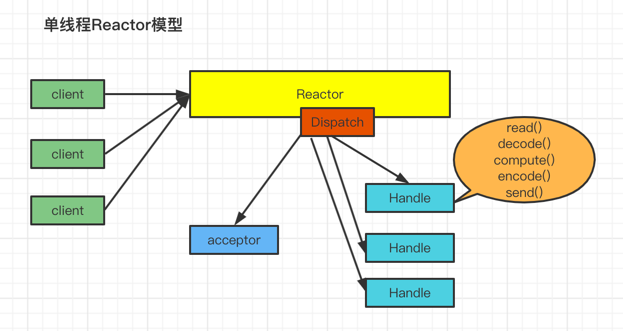 单线程Reactor模型
client
client
client
Reactor
Dispatch
acceptor
Handle
Handle
Handle
read()
decode()
compute()
encode()
send()